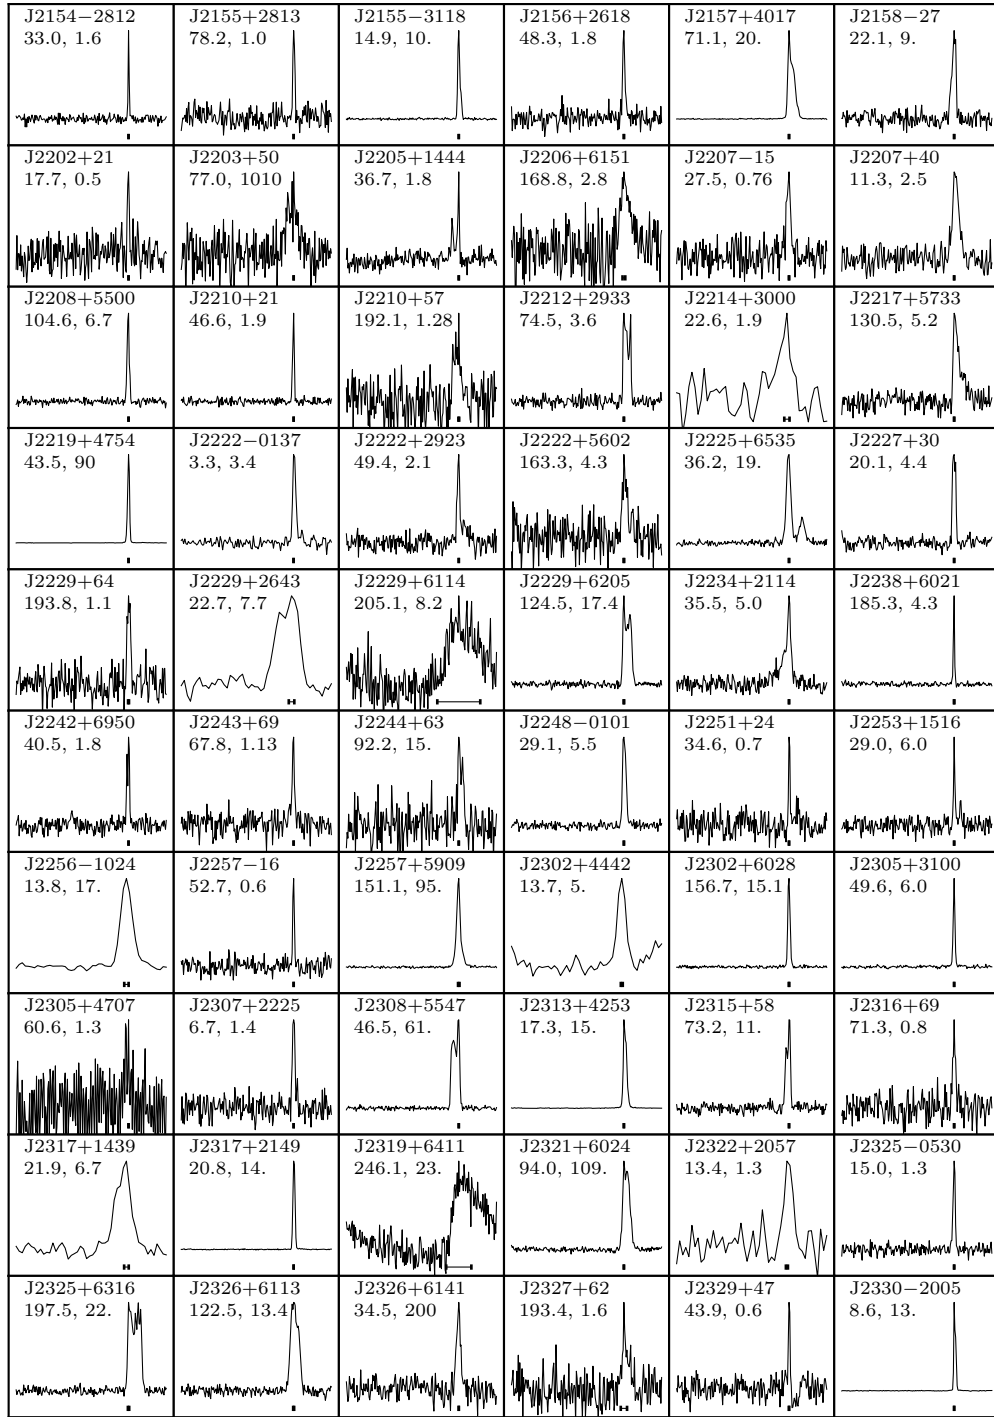 J2154−2812 J2155+2813 J2155−3118 J2156+2618 J2157+4017 J2158−27
33.0, 1.6 78.2, 1.0 14.9, 10. 48.3, 1.8 71.1, 20. 22.1, 9.
J2202+21 J2203+50 J2205+1444 J2206+6151 J2207−15 J2207+40
17.7, 0.5 77.0, 1010 36.7, 1.8 168.8, 2.8 27.5, 0.76 11.3, 2.5
J2208+5500 J2210+21 J2210+57 J2212+2933 J2214+3000 J2217+5733
104.6, 6.7 46.6, 1.9 192.1, 1.28 74.5, 3.6 22.6, 1.9 130.5, 5.2
J2219+4754 J2222−0137 J2222+2923 J2222+5602 J2225+6535 J2227+30
43.5, 90 3.3, 3.4 49.4, 2.1 163.3, 4.3 36.2, 19. 20.1, 4.4
J2229+64 J2229+2643 J2229+6114 J2229+6205 J2234+2114 J2238+6021
193.8, 1.1 22.7, 7.7 205.1, 8.2 124.5, 17.4 35.5, 5.0 185.3, 4.3
J2242+6950 J2243+69 J2244+63 J2248−0101 J2251+24 J2253+1516
40.5, 1.8 67.8, 1.13 92.2, 15. 29.1, 5.5 34.6, 0.7 29.0, 6.0
J2256−1024 J2257−16 J2257+5909 J2302+4442 J2302+6028 J2305+3100
13.8, 17. 52.7, 0.6 151.1, 95. 13.7, 5. 156.7, 15.1 49.6, 6.0
J2305+4707 J2307+2225 J2308+5547 J2313+4253 J2315+58 J2316+69
60.6, 1.3 6.7, 1.4 46.5, 61. 17.3, 15. 73.2, 11. 71.3, 0.8
J2317+1439 J2317+2149 J2319+6411 J2321+6024 J2322+2057 J2325−0530
21.9, 6.7 20.8, 14. 246.1, 23. 94.0, 109. 13.4, 1.3 15.0, 1.3
J2325+6316 J2326+6113 J2326+6141 J2327+62 J2329+47 J2330−2005
197.5, 22. 122.5, 13.4 34.5, 200 193.4, 1.6 43.9, 0.6 8.6, 13.